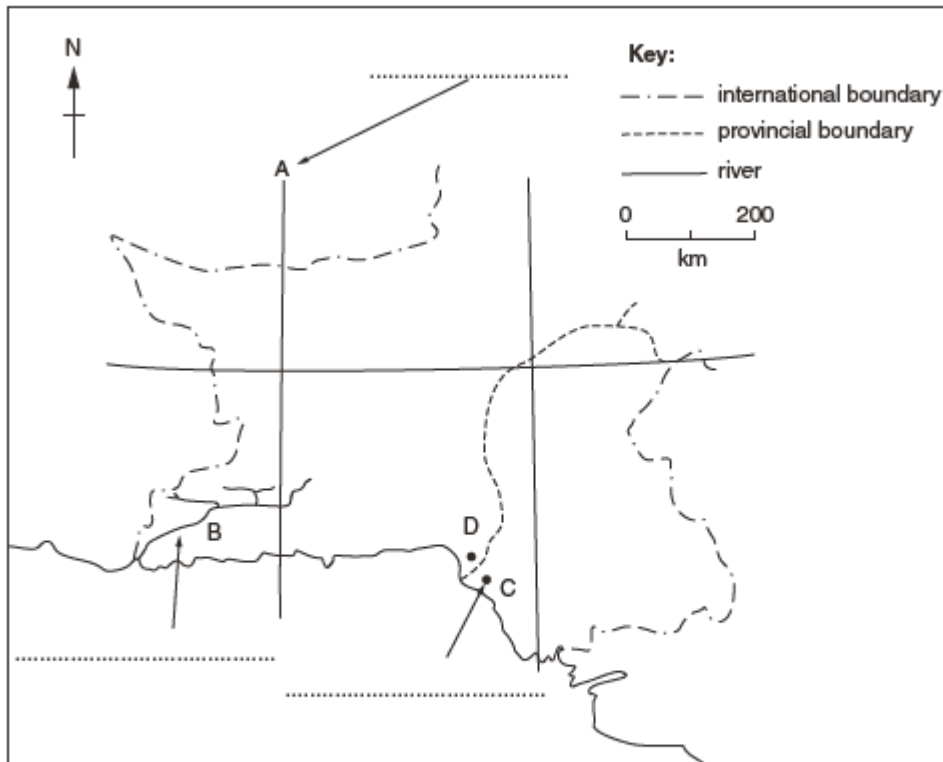 N
Key:
international boundary
provincial boundary
river
0 200
km
A
B
D
C